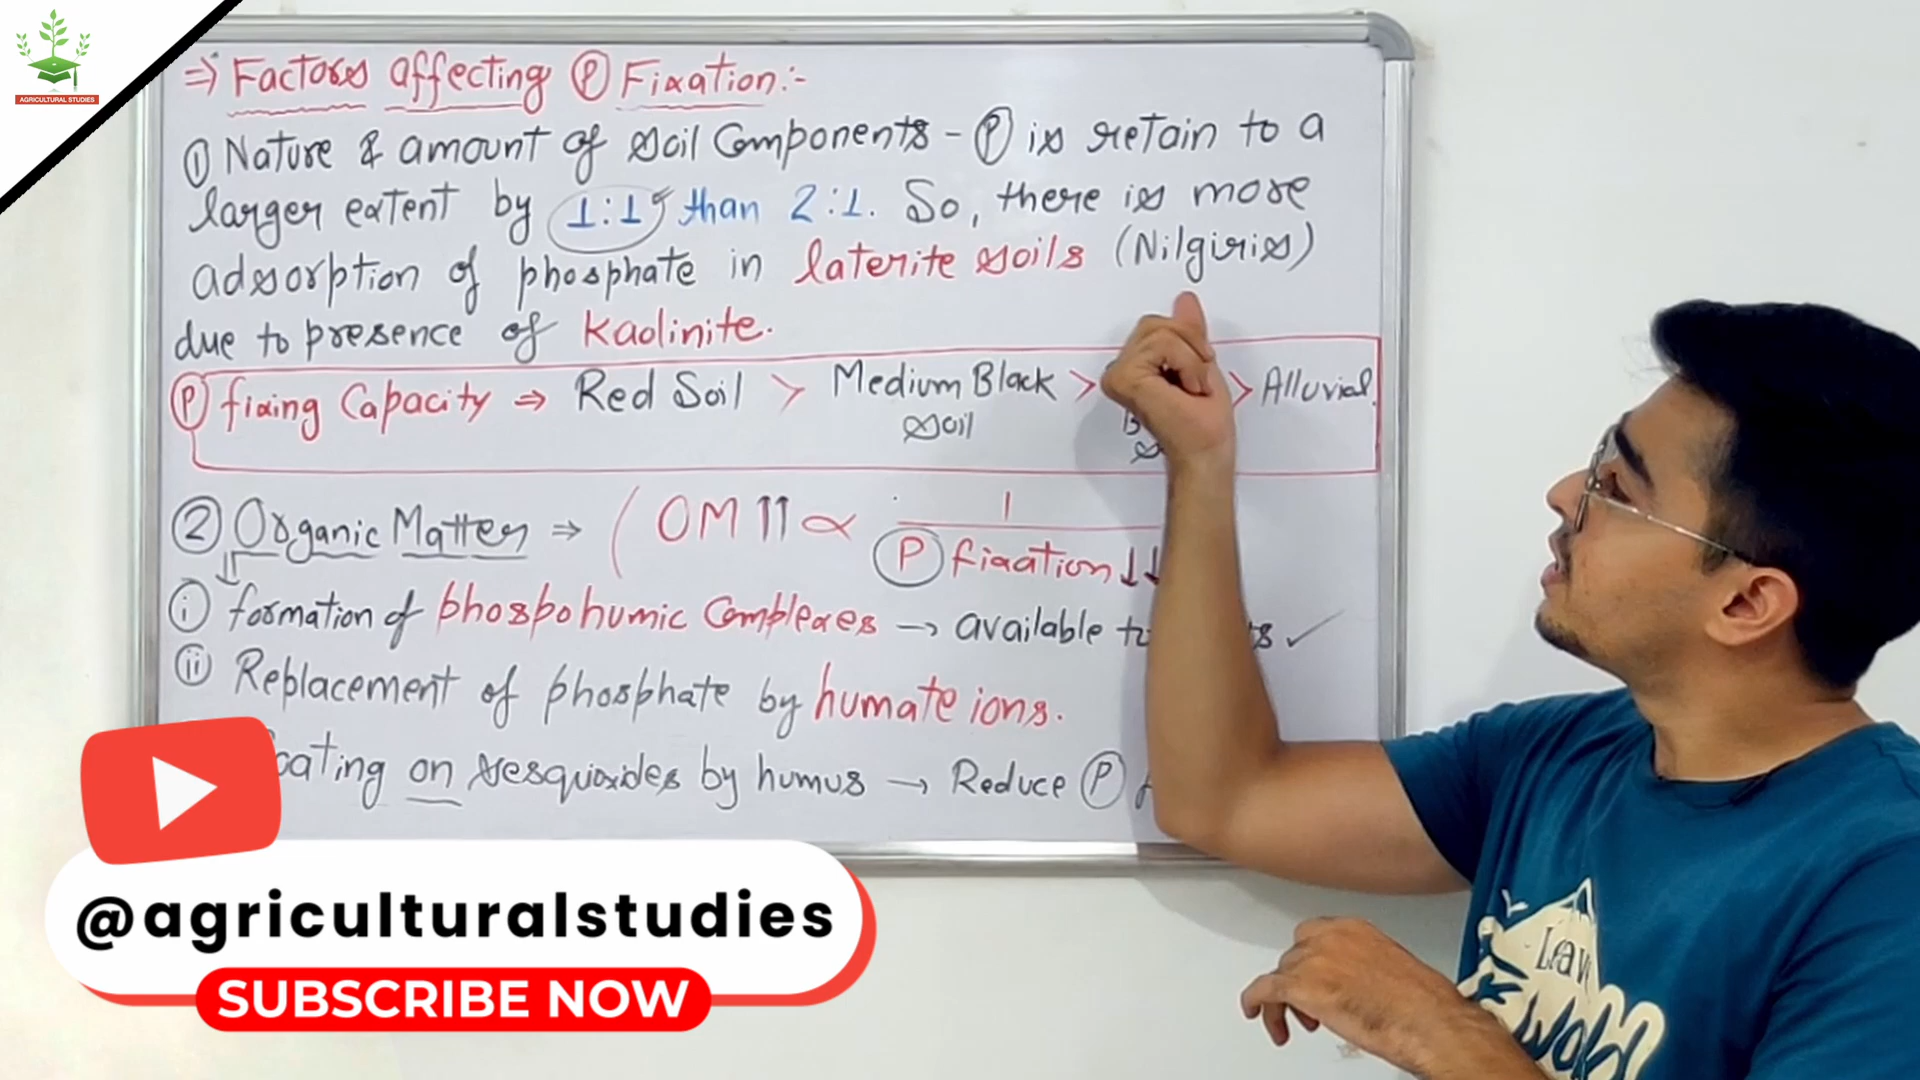 AGRICULTURAL STUDIES
⇒ Factors affecting Ⓟ Fixation:-
① Nature & amount of soil Components - Ⓟ is retain to a
larger extent by 1:1 than 2:1. So, there is more
adsorption of phosphate in laterite soils (Nilgiris)
due to presence of Kaolinite.
Ⓟ fixing Capacity ⇒ Red Soil > Medium Black > > Alluvial.
soil
② Organic Matter ⇒ ( OM ↑↑ ∝ 1
Ⓟ fixation ↓↓
ⓘ formation of phospohumic Complexes → available ✓
ⓘⓘ Replacement of phosphate by humate ions.
on sesquioxides by humus → Reduce Ⓟ
@agriculturalstudies
SUBSCRIBE NOW
Leave